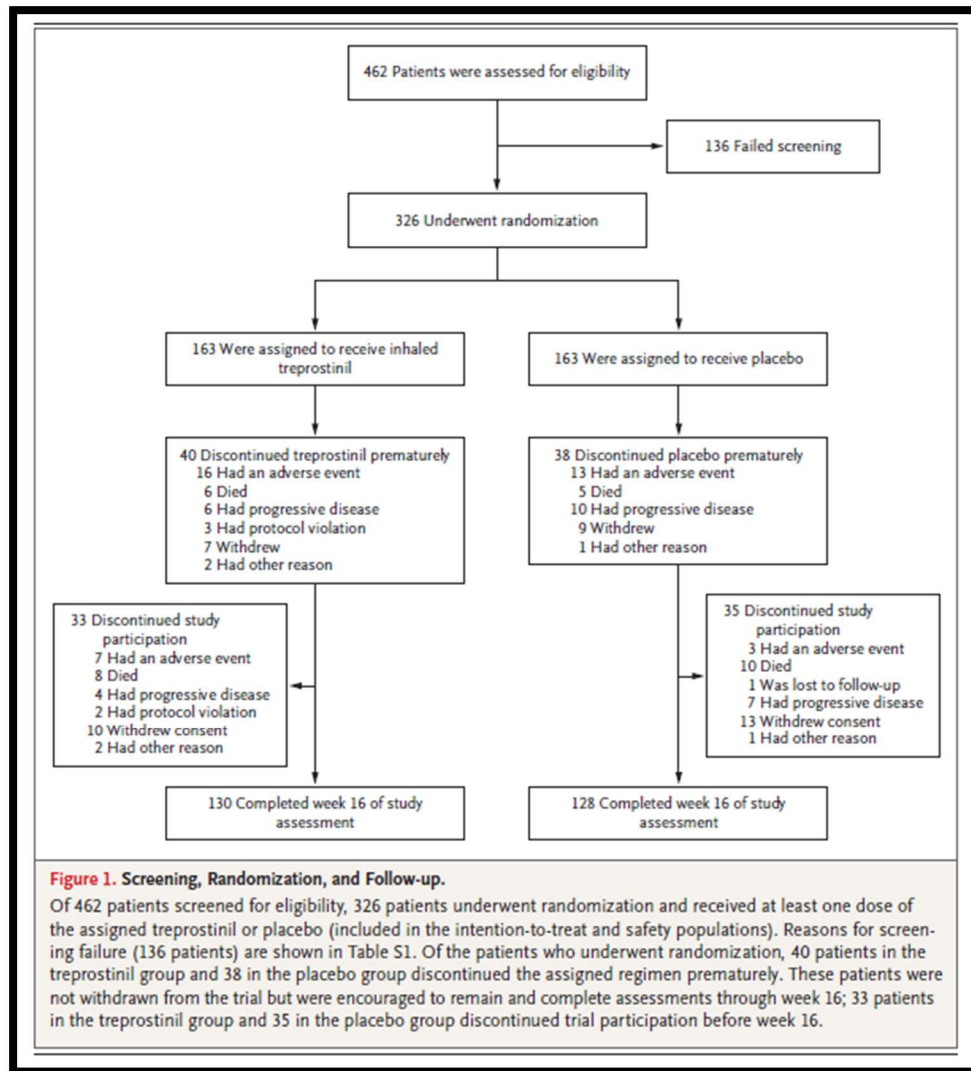 462 Patients were assessed for eligibility
136 Failed screening
326 Underwent randomization
163 Were assigned to receive inhaled
treprostinil
163 Were assigned to receive placebo
40 Discontinued treprostinil prematurely
16 Had an adverse event
6 Died
6 Had progressive disease
3 Had protocol violation
7 Withdrew
2 Had other reason
38 Discontinued placebo prematurely
13 Had an adverse event
5 Died
10 Had progressive disease
9 Withdrew
1 Had other reason
33 Discontinued study
participation
7 Had an adverse event
8 Died
4 Had progressive disease
2 Had protocol violation
10 Withdrew consent
2 Had other reason
35 Discontinued study
participation
3 Had an adverse event
10 Died
1 Was lost to follow-up
7 Had progressive disease
13 Withdrew consent
1 Had other reason
130 Completed week 16 of study
assessment
128 Completed week 16 of study
assessment
Figure 1. Screening, Randomization, and Follow-up.
Of 462 patients screened for eligibility, 326 patients underwent randomization and received at least one dose of
the assigned treprostinil or placebo (included in the intention-to-treat and safety populations). Reasons for screen-
ing failure (136 patients) are shown in Table S1. Of the patients who underwent randomization, 40 patients in the
treprostinil group and 38 in the placebo group discontinued the assigned regimen prematurely. These patients were
not withdrawn from the trial but were encouraged to remain and complete assessments through week 16; 33 patients
in the treprostinil group and 35 in the placebo group discontinued trial participation before week 16.